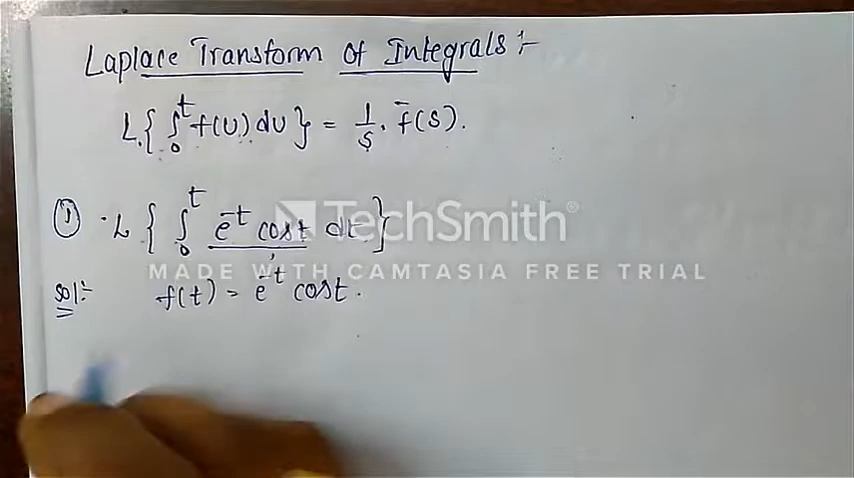 Laplace Transform Of Integrals :-
L{ ∫₀ᵗ f(u) du } = 1/s . f̄(s).
① L { ∫₀ᵗ e⁻ᵗ cost dt }
TechSmith®
MADE WITH CAMTASIA FREE TRIAL
Sol:- f(t) = e⁻ᵗ cost.